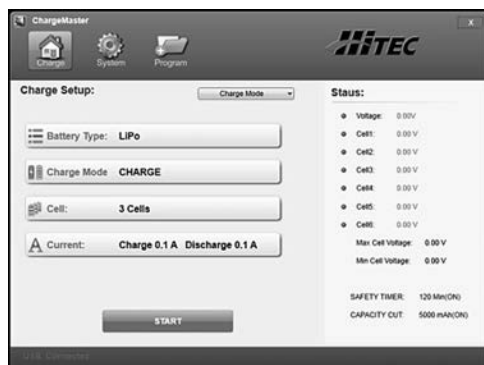 ChargeMaster
X
Charge
System
Program
HiTEC
Charge Setup:
Charge Mode
Battery Type: LiPo
Charge Mode CHARGE
Cell: 3 Cells
Current: Charge 0.1 A Discharge 0.1 A
START
Staus:
Voltage: 0.00V
Cell1: 0.00 V
Cell2: 0.00 V
Cell3: 0.00 V
Cell4: 0.00 V
Cell5: 0.00 V
Cell6: 0.00 V
Max Cell Voltage: 0.00 V
Min Cell Voltage: 0.00 V
SAFETY TIMER: 120 Min(ON)
CAPACITY CUT: 5000 mAh(ON)
USB Connected